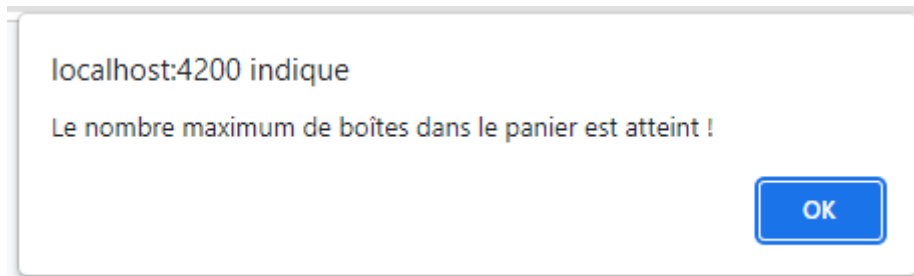 localhost:4200 indique
Le nombre maximum de boîtes dans le panier est atteint !
OK